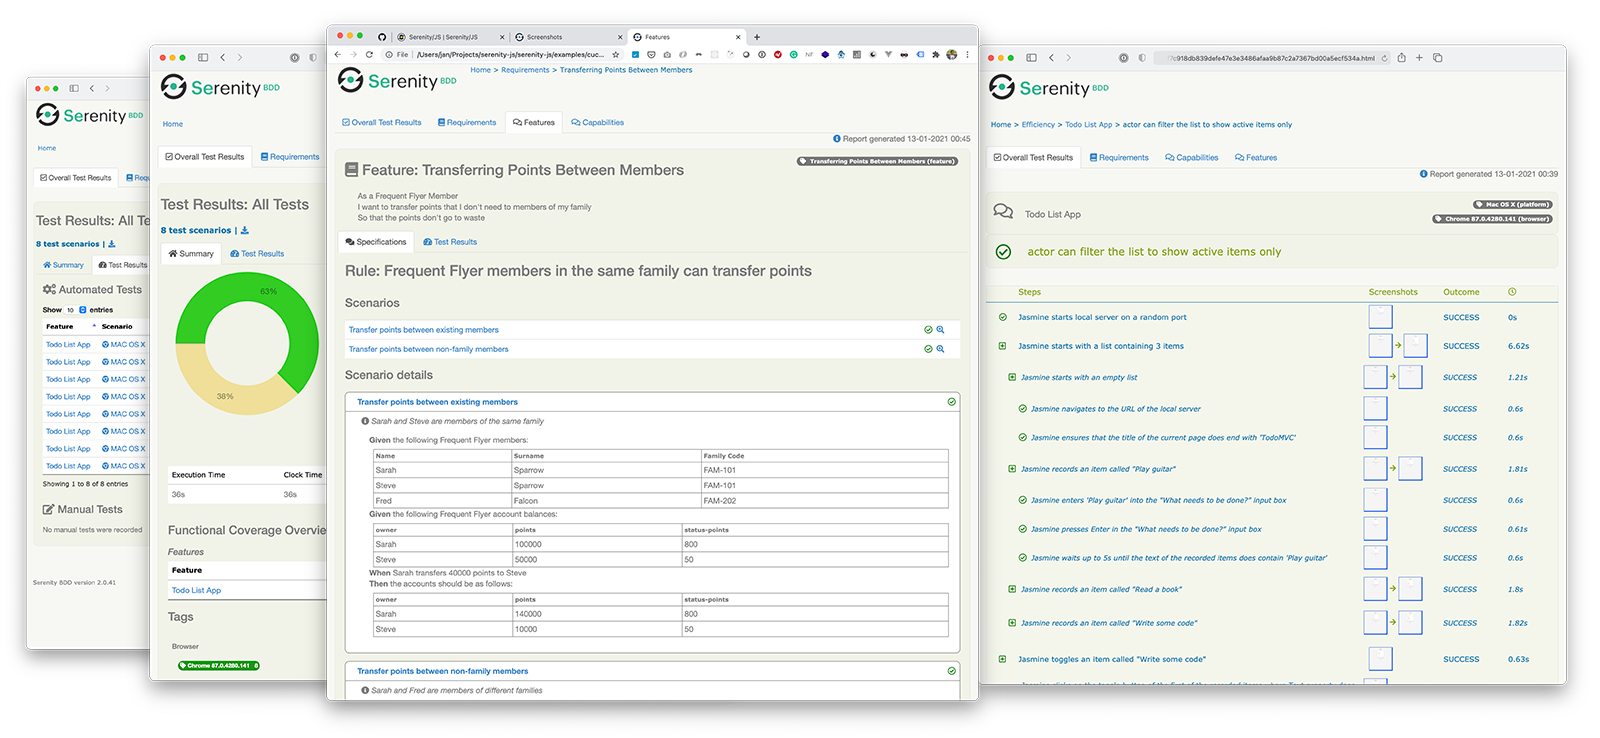 Serenity BDD
Home
Overall Test Results
Test Results: All T
8 test scenarios |
Summary
Test Results
Automated Tests
Show 10 entries
Feature Scenario
Todo List App MAC OS X
Todo List App MAC OS X
Todo List App MAC OS X
Todo List App MAC OS X
Todo List App MAC OS X
Todo List App MAC OS X
Todo List App MAC OS X
Todo List App MAC OS X
Showing 1 to 8 of 8 entries
Manual Tests
No manual tests were recorded
Serenity BDD version 2.0.41
Serenity BDD
Home
Overall Test Results Requirements
Test Results: All Tests
8 test scenarios |
Summary Test Results
63%
38%
Execution Time Clock Time
36s 36s
Functional Coverage Overvie
Features
Feature
Todo List App
Tags
Browser
Chrome 87.0.4280.141 8
Serenity/JS | Serenity/JS Screenshots Features
File /Users/jan/Projects/serenity-js/serenity-js/examples/cuc...
Serenity BDD
Home > Requirements > Transferring Points Between Members
Overall Test Results Requirements Features Capabilities
Report generated 13-01-2021 00:45
Transferring Points Between Members (feature)
Feature: Transferring Points Between Members
As a Frequent Flyer Member
I want to transfer points that I don't need to members of my family
So that the points don't go to waste
Specifications Test Results
Rule: Frequent Flyer members in the same family can transfer points
Scenarios
Transfer points between existing members
Transfer points between non-family members
Scenario details
Transfer points between existing members
Sarah and Steve are members of the same family
Given the following Frequent Flyer members:
Name Surname Family Code
Sarah Sparrow FAM-101
Steve Sparrow FAM-101
Fred Falcon FAM-202
Given the following Frequent Flyer account balances:
owner points status-points
Sarah 100000 800
Steve 50000 50
When Sarah transfers 40000 points to Steve
Then the accounts should be as follows:
owner points status-points
Sarah 140000 800
Steve 10000 50
Transfer points between non-family members
Sarah and Fred are members of different families
Serenity BDD
Home > Efficiency > Todo List App > actor can filter the list to show active items only
Overall Test Results Requirements Capabilities Features
Report generated 13-01-2021 00:39
Todo List App
Mac OS X (platform)
Chrome 87.0.4280.141 (browser)
actor can filter the list to show active items only
Steps Screenshots Outcome
Jasmine starts local server on a random port SUCCESS 0s
Jasmine starts with a list containing 3 items SUCCESS 6.62s
Jasmine starts with an empty list SUCCESS 1.21s
Jasmine navigates to the URL of the local server SUCCESS 0.6s
Jasmine ensures that the title of the current page does end with 'TodoMVC' SUCCESS 0.6s
Jasmine records an item called "Play guitar" SUCCESS 1.81s
Jasmine enters 'Play guitar' into the "What needs to be done?" input box SUCCESS 0.6s
Jasmine presses Enter in the "What needs to be done?" input box SUCCESS 0.61s
Jasmine waits up to 5s until the text of the recorded items does contain 'Play guitar' SUCCESS 0.6s
Jasmine records an item called "Read a book" SUCCESS 1.8s
Jasmine records an item called "Write some code" SUCCESS 1.82s
Jasmine toggles an item called "Write some code" SUCCESS 0.63s